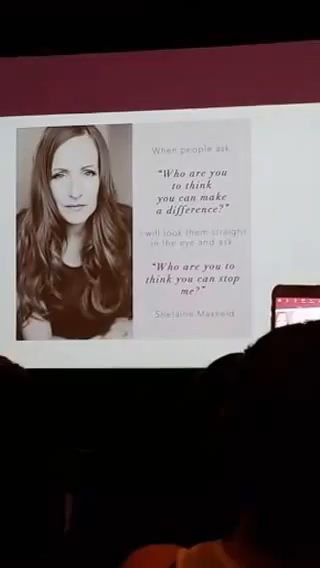 When people ask
"Who are you
to think
you can make
a difference?"
I will look them straight
in the eye and ask
"Who are you to
think you can stop
me?"
Shelaine Maxfield